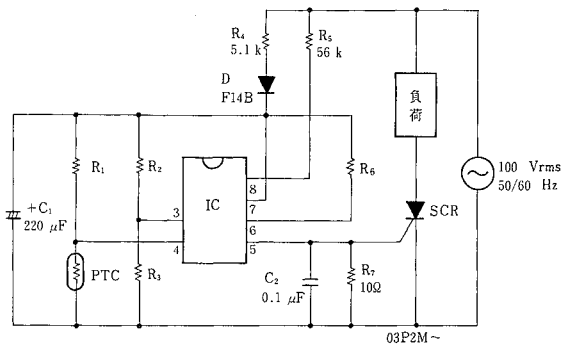 R₄
5.1 k
R₅
56 k
D
F14B
負
荷
R₁
R₂
R₆
100 Vrms
50/60 Hz
+C₁
220 μF
IC
8
7
6
5
3
4
SCR
PTC
R₃
C₂
0.1 μF
R₇
10Ω
03P2M～